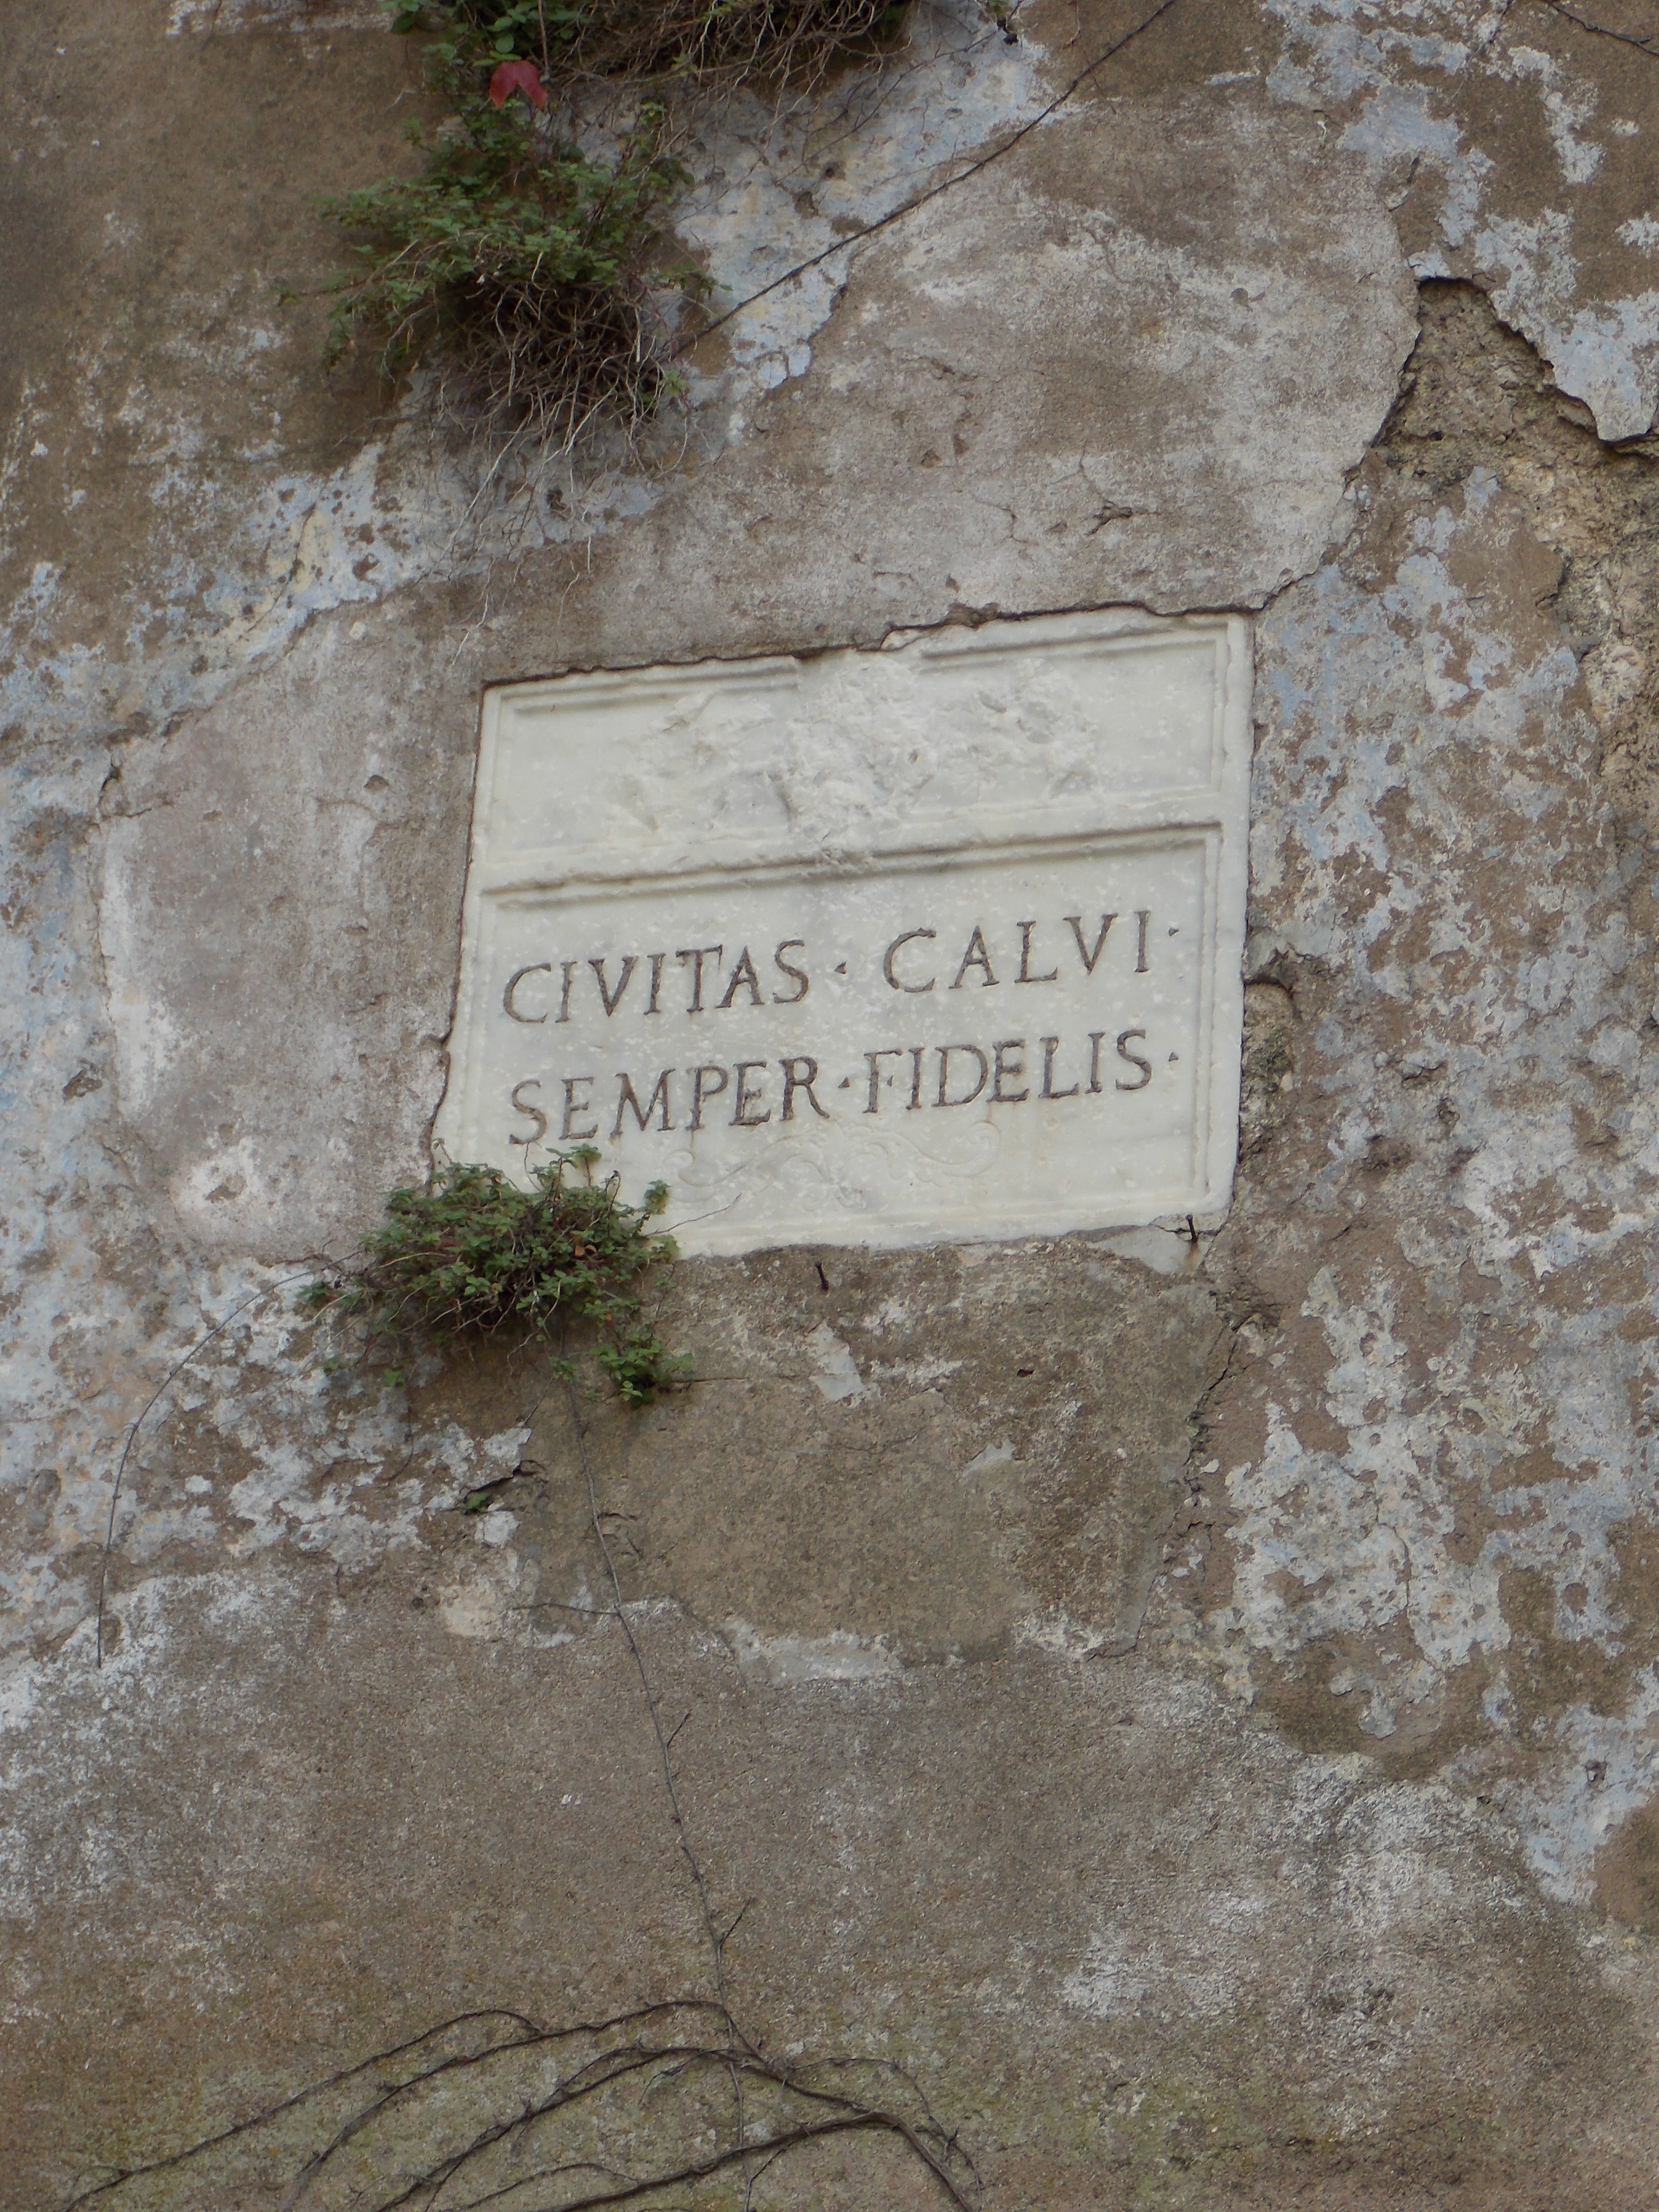 CIVITAS · CALVI ·
SEMPER · FIDELIS ·